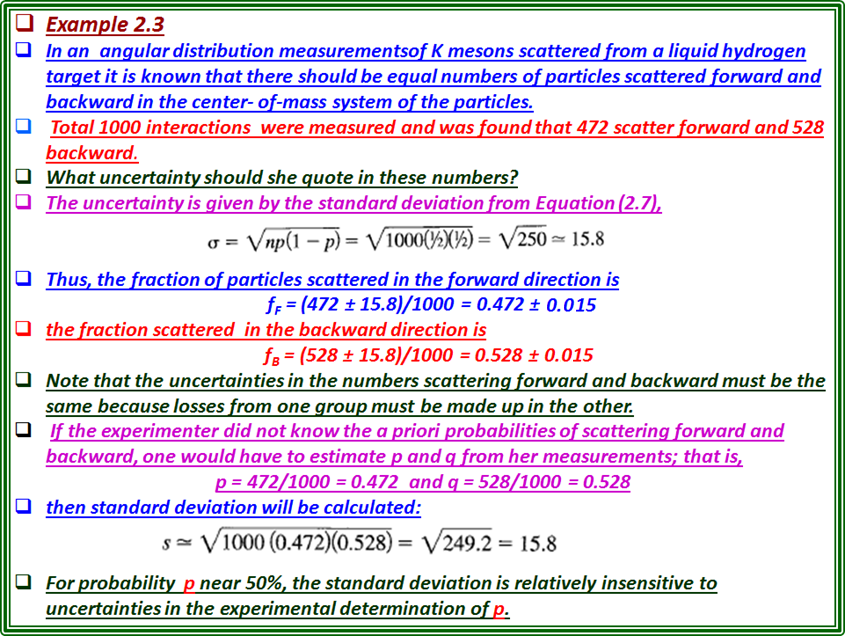 Example 2.3
In an angular distribution measurementsof K mesons scattered from a liquid hydrogen
target it is known that there should be equal numbers of particles scattered forward and
backward in the center- of-mass system of the particles.
Total 1000 interactions were measured and was found that 472 scatter forward and 528
backward.
What uncertainty should she quote in these numbers?
The uncertainty is given by the standard deviation from Equation (2.7),
σ = √np(1 − p) = √1000(½)(½) = √250 ≃ 15.8
Thus, the fraction of particles scattered in the forward direction is
fF = (472 ± 15.8)/1000 = 0.472 ± 0.015
the fraction scattered in the backward direction is
fB = (528 ± 15.8)/1000 = 0.528 ± 0.015
Note that the uncertainties in the numbers scattering forward and backward must be the
same because losses from one group must be made up in the other.
If the experimenter did not know the a priori probabilities of scattering forward and
backward, one would have to estimate p and q from her measurements; that is,
p = 472/1000 = 0.472 and q = 528/1000 = 0.528
then standard deviation will be calculated:
s ≃ √1000 (0.472)(0.528) = √249.2 = 15.8
For probability p near 50%, the standard deviation is relatively insensitive to
uncertainties in the experimental determination of p.